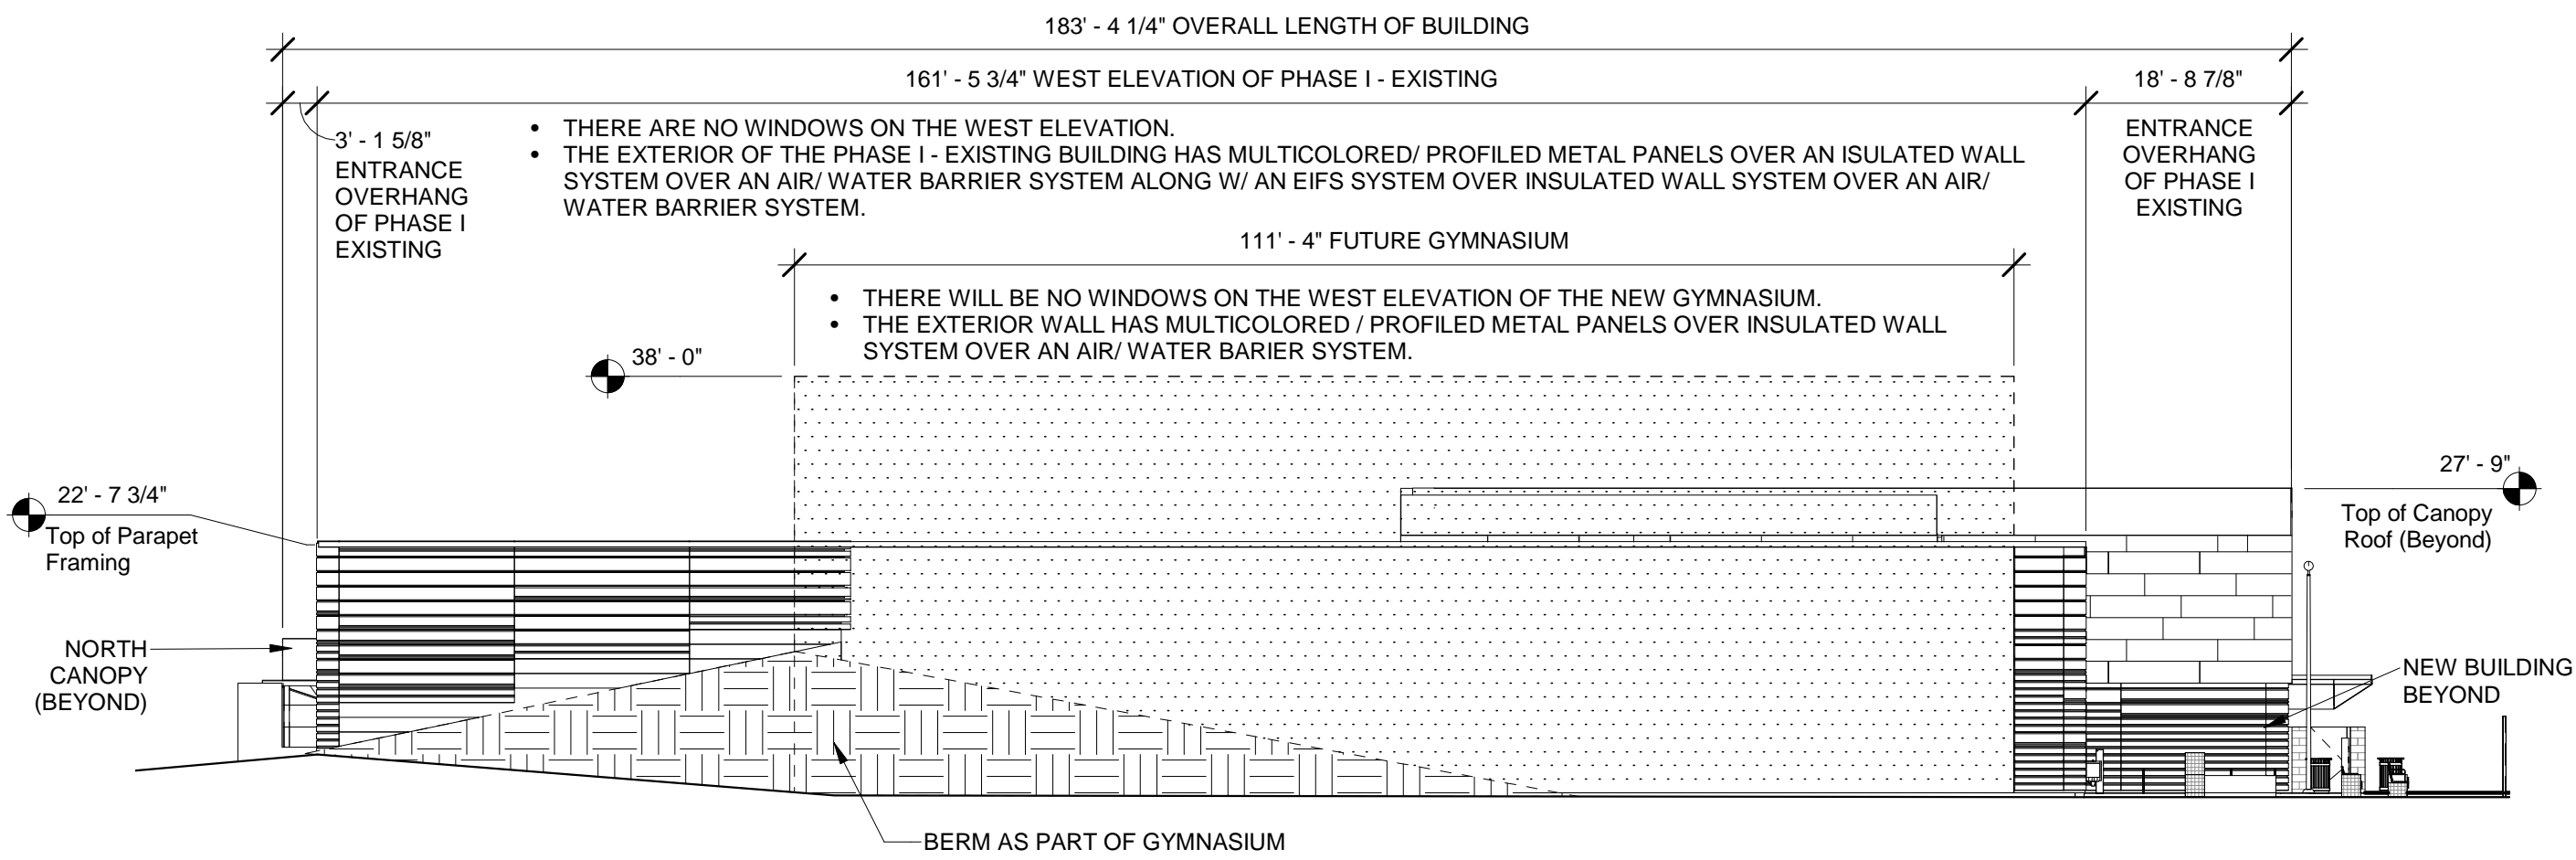 183' - 4 1/4" OVERALL LENGTH OF BUILDING
161' - 5 3/4" WEST ELEVATION OF PHASE I - EXISTING
18' - 8 7/8"
3' - 1 5/8"
ENTRANCE
OVERHANG
OF PHASE I
EXISTING
• THERE ARE NO WINDOWS ON THE WEST ELEVATION.
• THE EXTERIOR OF THE PHASE I - EXISTING BUILDING HAS MULTICOLORED/ PROFILED METAL PANELS OVER AN ISULATED WALL
SYSTEM OVER AN AIR/ WATER BARRIER SYSTEM ALONG W/ AN EIFS SYSTEM OVER INSULATED WALL SYSTEM OVER AN AIR/
WATER BARRIER SYSTEM.
ENTRANCE
OVERHANG
OF PHASE I
EXISTING
111' - 4" FUTURE GYMNASIUM
• THERE WILL BE NO WINDOWS ON THE WEST ELEVATION OF THE NEW GYMNASIUM.
• THE EXTERIOR WALL HAS MULTICOLORED / PROFILED METAL PANELS OVER INSULATED WALL
SYSTEM OVER AN AIR/ WATER BARIER SYSTEM.
38' - 0"
22' - 7 3/4"
Top of Parapet
Framing
27' - 9"
Top of Canopy
Roof (Beyond)
NORTH
CANOPY
(BEYOND)
NEW BUILDING
BEYOND
BERM AS PART OF GYMNASIUM